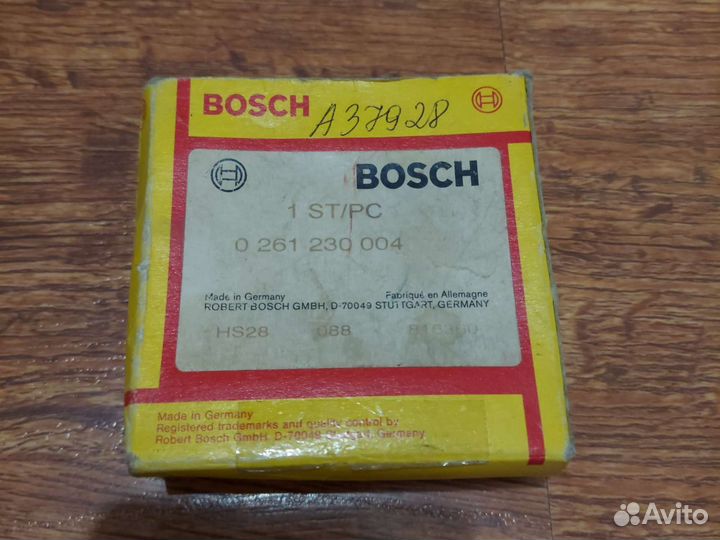 BOSCH A37928
BOSCH
1 ST/PC
0 261 230 004
Made in Germany Fabriqué en Allemagne
ROBERT BOSCH GMBH, D-70049 STUTTGART, GERMANY
HS28 088
Made in Germany
Registered trademarks and quality control by
Robert Bosch GmbH, D-70049 Stuttgart, Germany
Avito